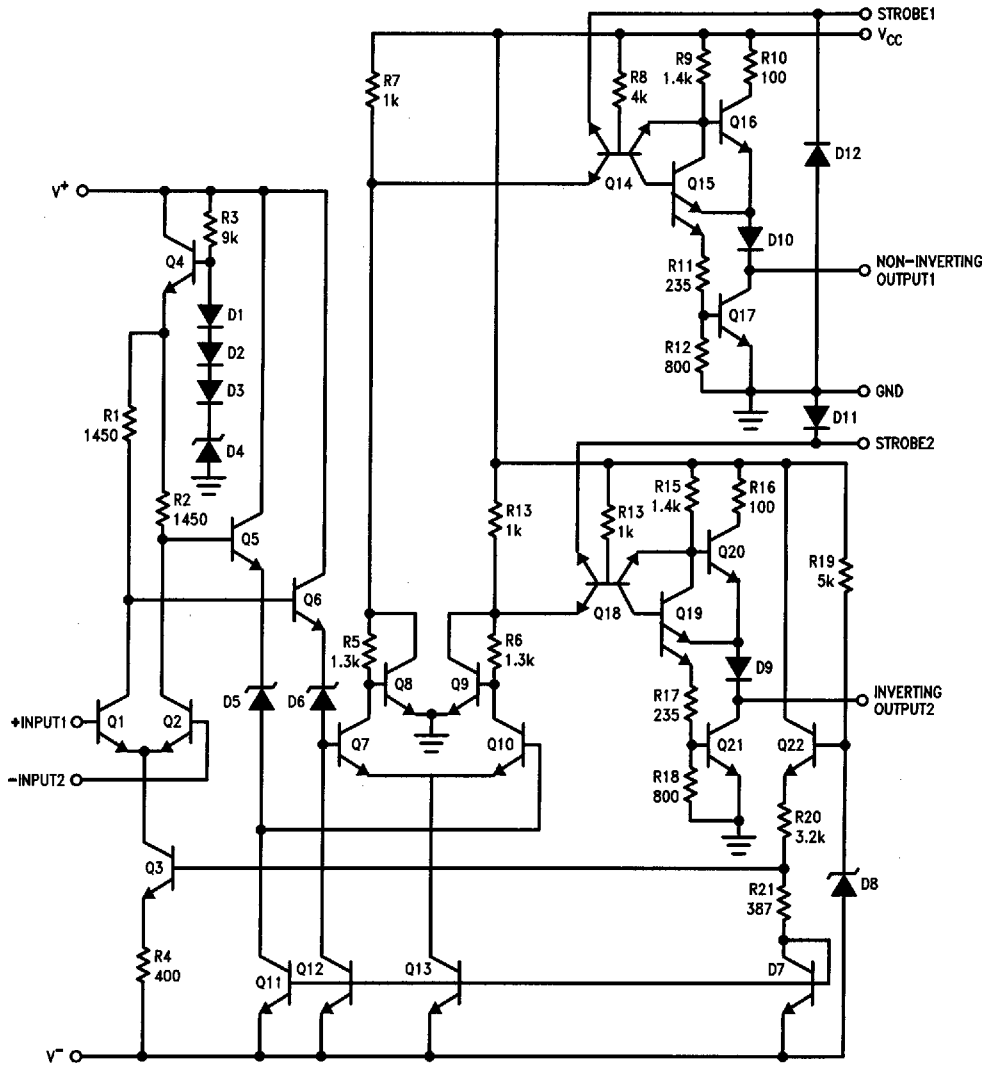 STROBE1
VCC
R7
1k
R8
4k
R9
1.4k
R10
100
Q16
D12
Q14
Q15
V+
R3
9k
Q4
D10
NON-INVERTING
OUTPUT1
R11
235
Q17
D1
D2
R12
800
D3
GND
D11
R1
1450
D4
STROBE2
R2
1450
R13
1k
R13
1k
R15
1.4k
R16
100
Q5
Q20
R19
5k
Q6
Q18
Q19
R5
1.3k
R6
1.3k
D9
Q8
Q9
D5
D6
R17
235
INVERTING
OUTPUT2
+INPUT1
Q1
Q2
Q7
Q10
Q21
Q22
-INPUT2
R18
800
R20
3.2k
Q3
R21
387
D8
R4
400
Q11
Q12
Q13
D7
V-